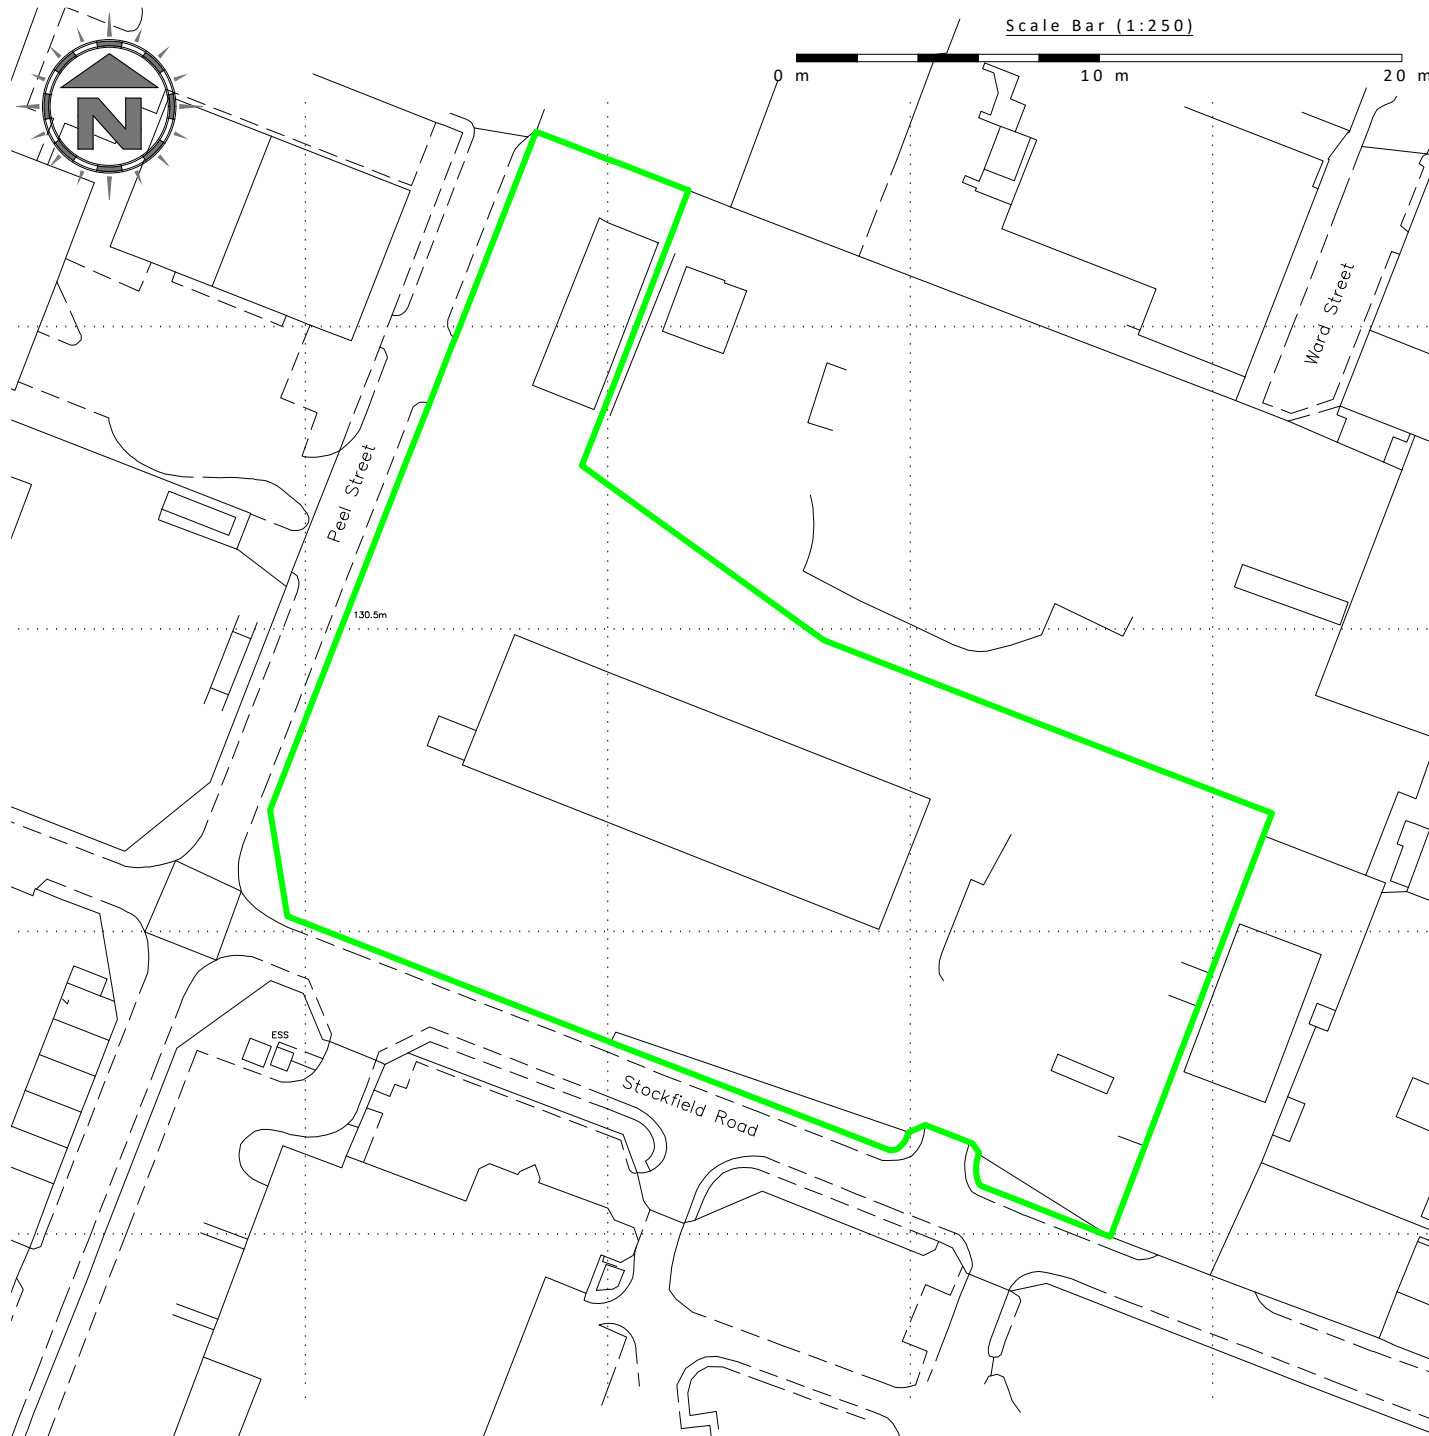 Scale Bar (1:250)
0 m 10 m 20 m
N
Ward Street
Peel Street
130.5m
ESS
Stockfield Road